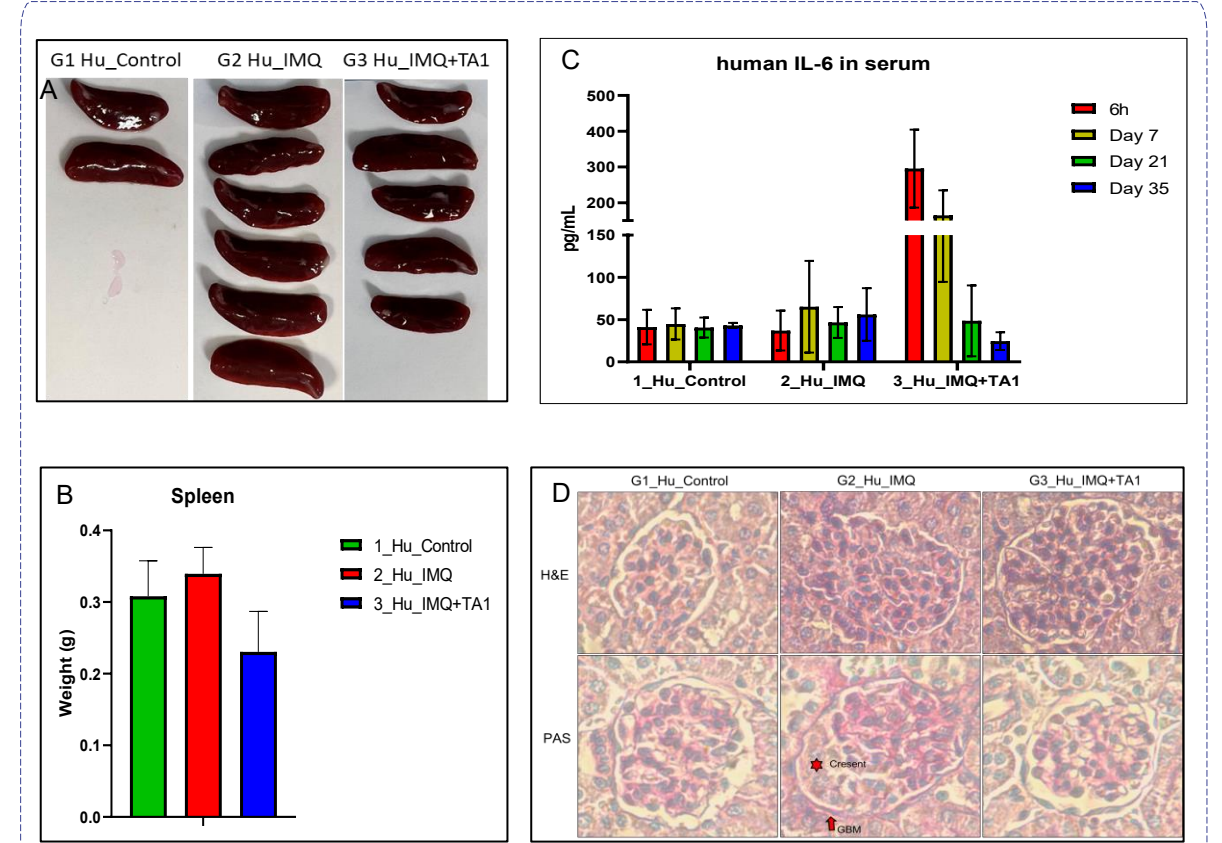 G1 Hu_Control G2 Hu_IMQ G3 Hu_IMQ+TA1
A
C
human IL-6 in serum
pg/mL
500
400
300
200
150
100
50
0
1_Hu_Control 2_Hu_IMQ 3_Hu_IMQ+TA1
6h
Day 7
Day 21
Day 35
B
Spleen
Weight (g)
0.4
0.3
0.2
0.1
0.0
1_Hu_Control
2_Hu_IMQ
3_Hu_IMQ+TA1
D
G1_Hu_Control G2_Hu_IMQ G3_Hu_IMQ+TA1
H&E
PAS
Cresent
GBM